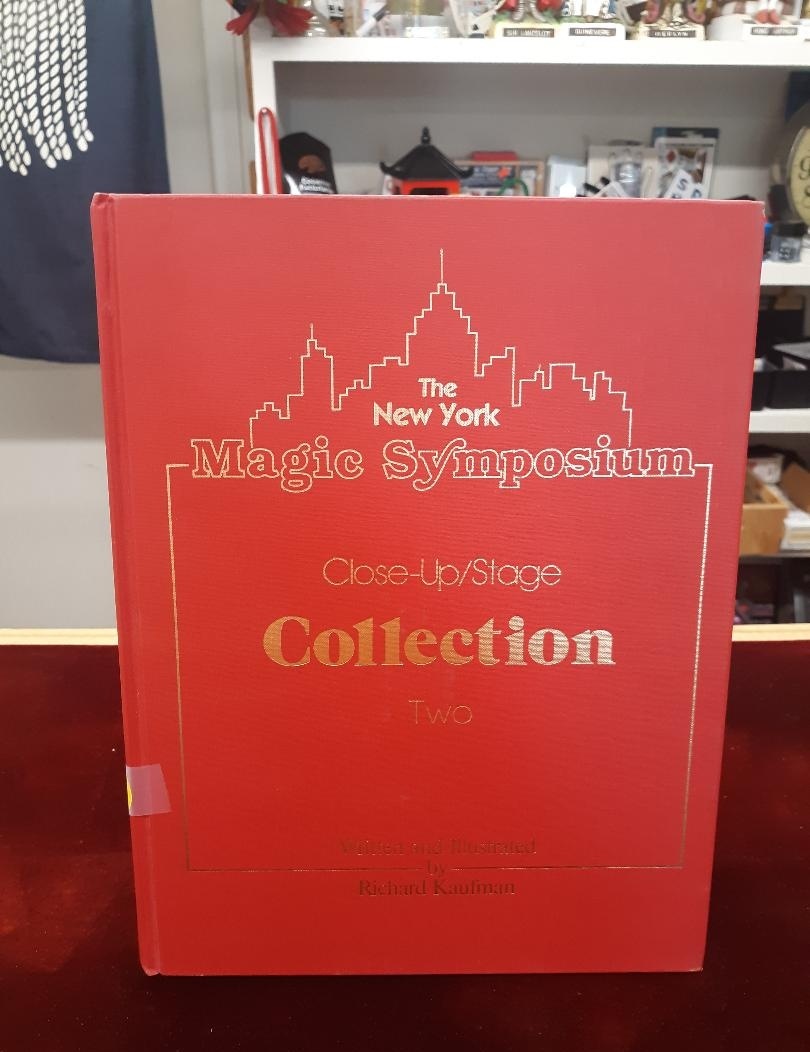 The
New York
Magic Symposium
Close-Up/Stage
Collection
Two
Written and Illustrated
by
Richard Kaufman